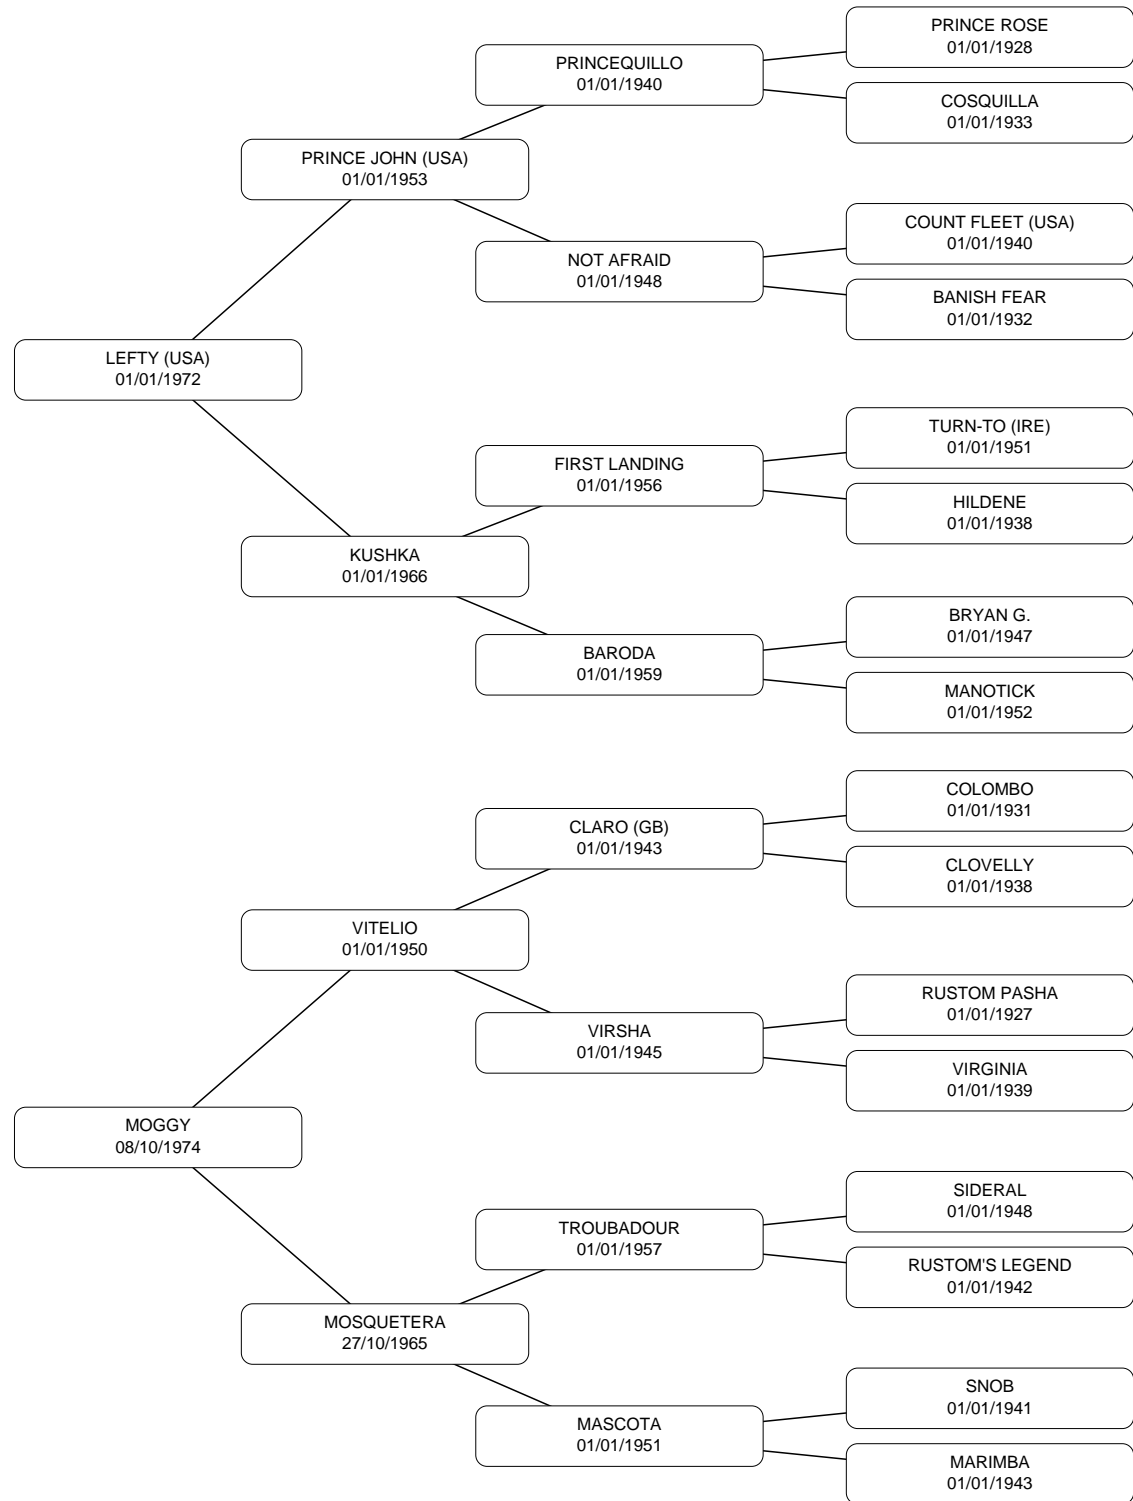 PRINCE ROSE
01/01/1928
PRINCEQUILLO
01/01/1940
COSQUILLA
01/01/1933
PRINCE JOHN (USA)
01/01/1953
COUNT FLEET (USA)
01/01/1940
NOT AFRAID
01/01/1948
BANISH FEAR
01/01/1932
LEFTY (USA)
01/01/1972
TURN-TO (IRE)
01/01/1951
FIRST LANDING
01/01/1956
HILDENE
01/01/1938
KUSHKA
01/01/1966
BRYAN G.
01/01/1947
BARODA
01/01/1959
MANOTICK
01/01/1952
COLOMBO
01/01/1931
CLARO (GB)
01/01/1943
CLOVELLY
01/01/1938
VITELIO
01/01/1950
RUSTOM PASHA
01/01/1927
VIRSHA
01/01/1945
VIRGINIA
01/01/1939
MOGGY
08/10/1974
SIDERAL
01/01/1948
TROUBADOUR
01/01/1957
RUSTOM'S LEGEND
01/01/1942
MOSQUETERA
27/10/1965
SNOB
01/01/1941
MASCOTA
01/01/1951
MARIMBA
01/01/1943